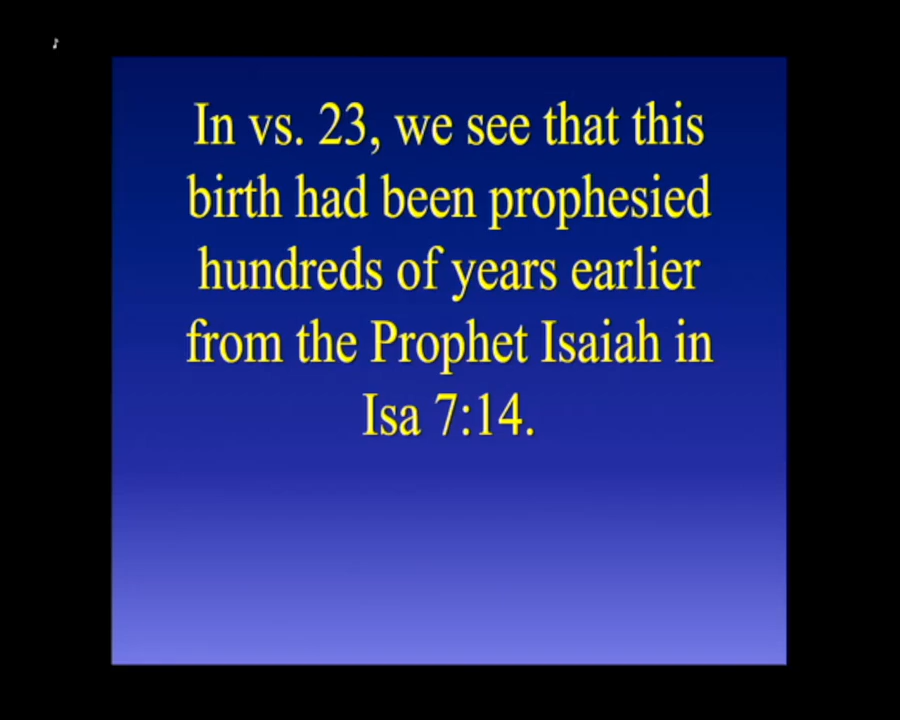 In vs. 23, we see that this
birth had been prophesied
hundreds of years earlier
from the Prophet Isaiah in
Isa 7:14.